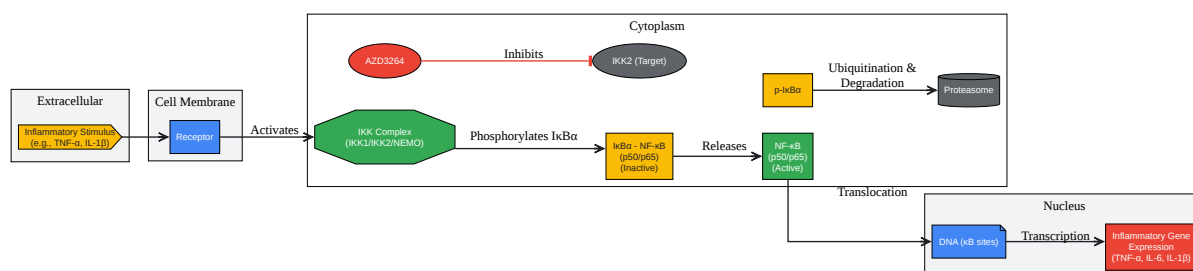 Cytoplasm
AZD3264
Inhibits
IKK2 (Target)
Ubiquitination &
Degradation
p-IκBα
Proteasome
Extracellular
Inflammatory Stimulus
(e.g., TNF-α, IL-1β)
Cell Membrane
Receptor
Activates
IKK Complex
(IKK1/IKK2/NEMO)
Phosphorylates IκBα
IκBα - NF-κB
(p50/p65)
(Inactive)
Releases
NF-κB
(p50/p65)
(Active)
Translocation
Nucleus
DNA (κB sites)
Transcription
Inflammatory Gene
Expression
(TNF-α, IL-6, IL-1β)